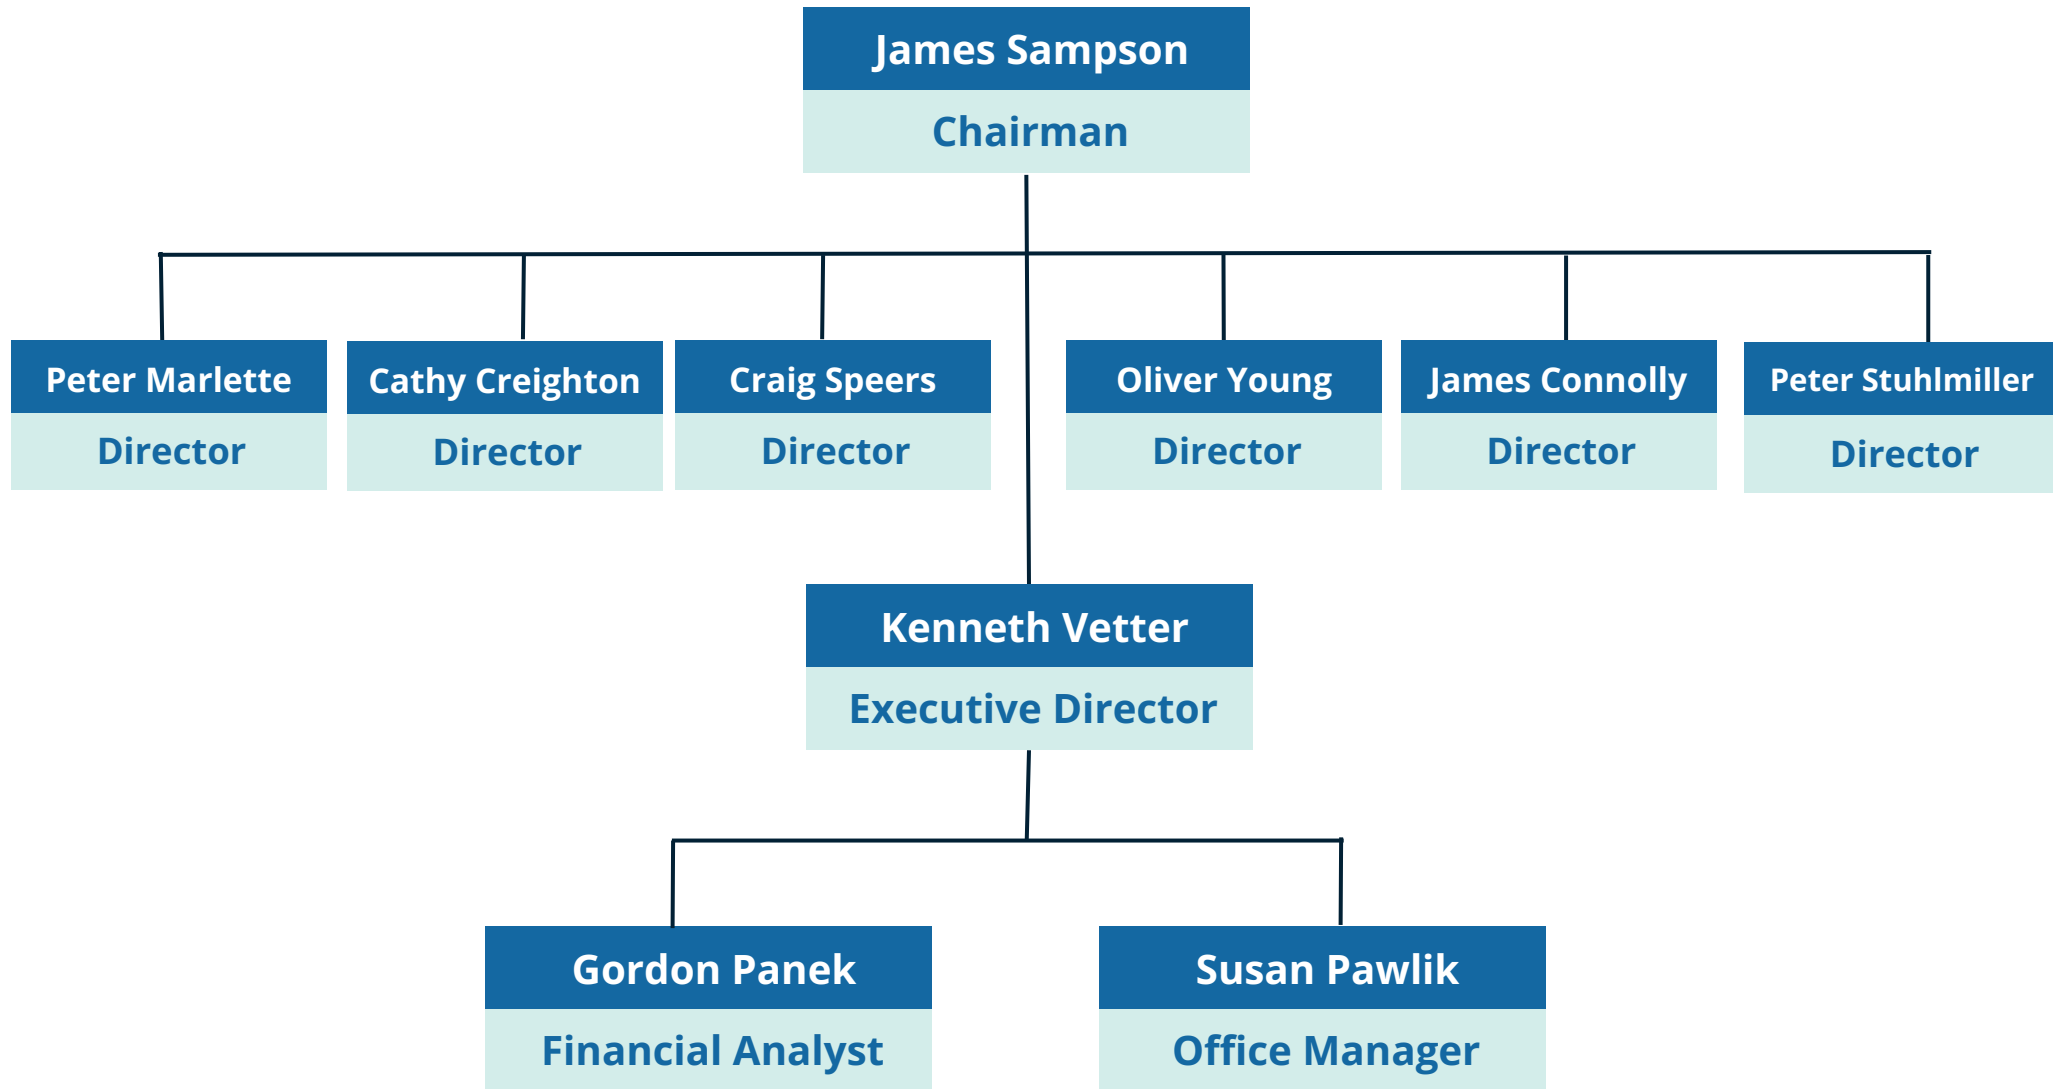 James Sampson
Chairman
Peter Marlette
Director
Cathy Creighton
Director
Craig Speers
Director
Oliver Young
Director
James Connolly
Director
Peter Stuhlmiller
Director
Kenneth Vetter
Executive Director
Gordon Panek
Financial Analyst
Susan Pawlik
Office Manager